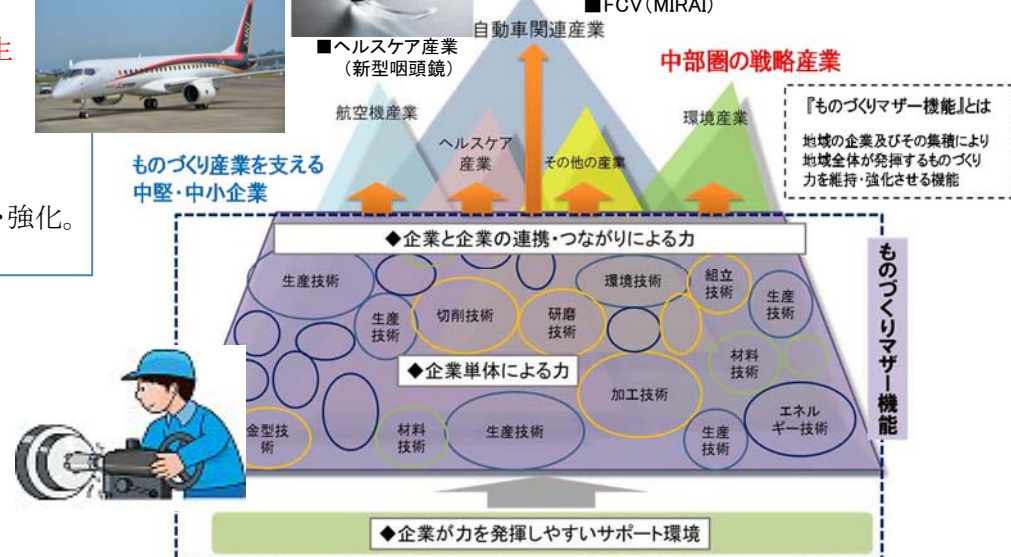 ■FCV(MIRAI)
自動車関連産業
生
■ヘルスケア産業
（新型咽頭鏡）
中部圏の戦略産業
航空機産業
環境産業
『ものづくりマザー機能』とは
地域の企業及びその集積により
地域全体が発揮するものづくり
力を維持・強化させる機能
ヘルスケア
産業
その他の産業
ものづくり産業を支える
中堅・中小企業
・強化。
◆企業と企業の連携・つながりによる力
ものづくりマザー機能
生産技術
環境技術
組立
技術
生産
技術
生産
技術
切削技術
研磨
技術
材料
技術
◆企業単体による力
加工技術
エネル
ギー技術
金型技
術
材料
技術
生産技術
生産
技術
◆企業が力を発揮しやすいサポート環境